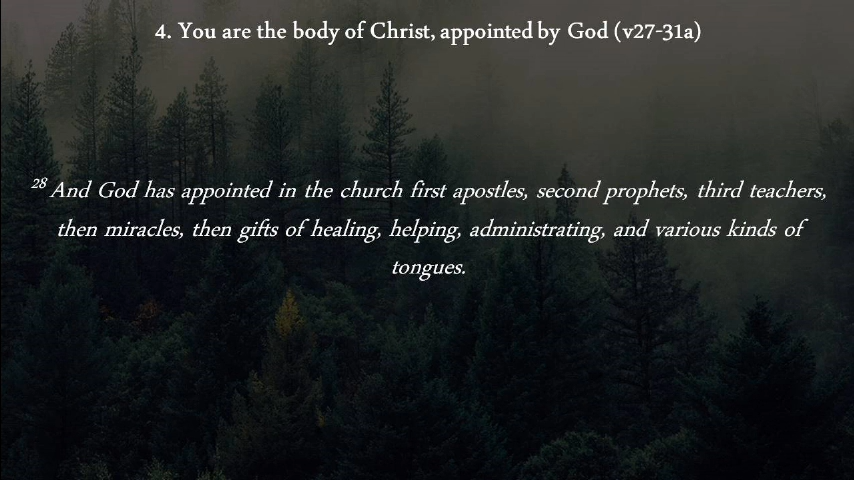 4. You are the body of Christ, appointed by God (v27-31a)
28 And God has appointed in the church first apostles, second prophets, third teachers,
then miracles, then gifts of healing, helping, administrating, and various kinds of
tongues.